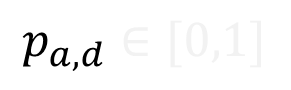 p_{a,d} ∈ [0,1]